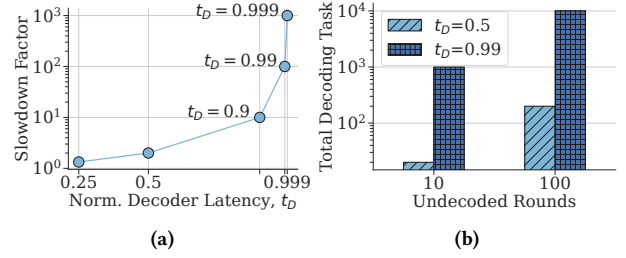 Slowdown Factor
10³
10²
10¹
10⁰
t_D = 0.999
t_D = 0.99
t_D = 0.9
0.25
0.5
0.999
Norm. Decoder Latency, t_D
(a)
Total Decoding Task
10⁴
10³
10²
t_D=0.5
t_D=0.99
10
100
Undecoded Rounds
(b)